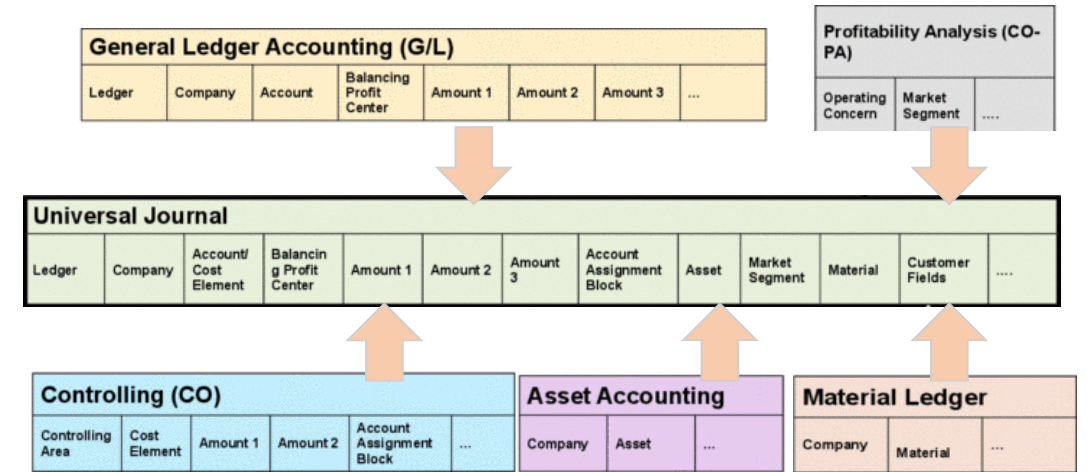 General Ledger Accounting (G/L)
Ledger
Company
Account
Balancing
Profit
Center
Amount 1
Amount 2
Amount 3
...
Profitability Analysis (CO-
PA)
Operating
Concern
Market
Segment
....
Universal Journal
Ledger
Company
Account/
Cost
Element
Balancin
g Profit
Center
Amount 1
Amount 2
Amount
3
Account
Assignment
Block
Asset
Market
Segment
Material
Customer
Fields
....
Controlling (CO)
Controlling
Area
Cost
Element
Amount 1
Amount 2
Account
Assignment
Block
...
Asset Accounting
Company
Asset
...
Material Ledger
Company
Material
...